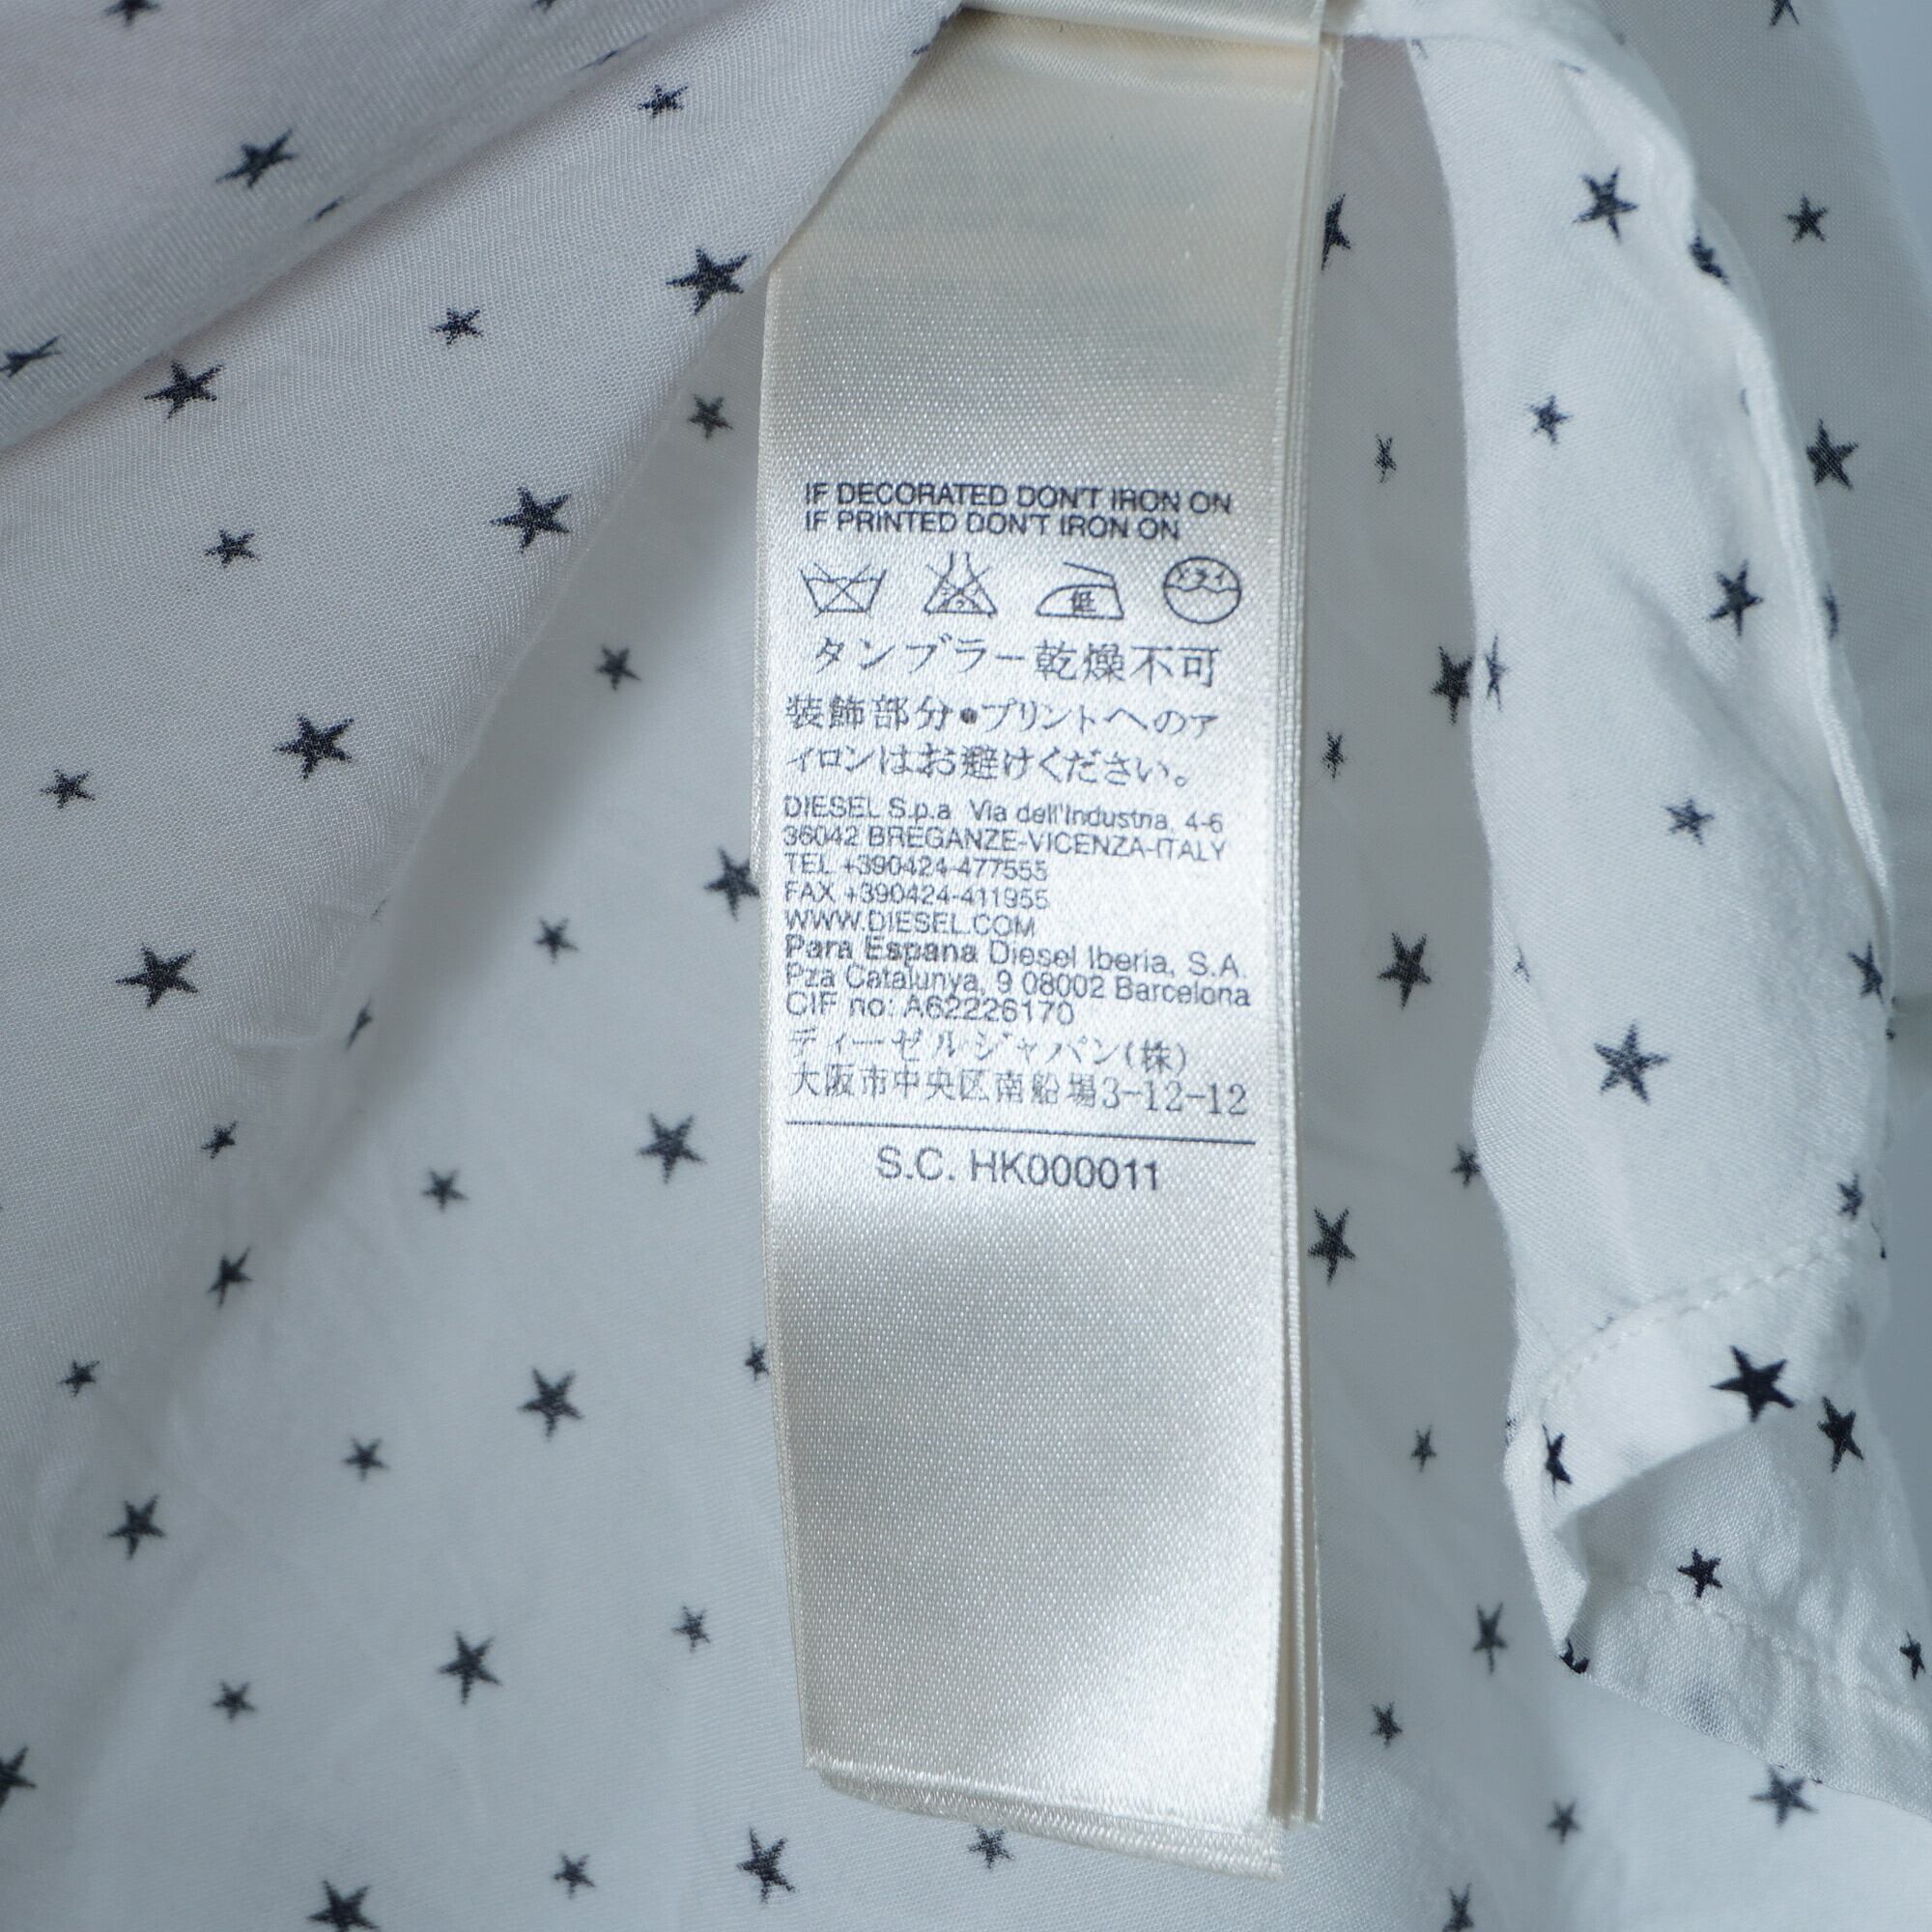 IF DECORATED DON'T IRON ON
IF PRINTED DON'T IRON ON
低 ドライ
タンブラー乾燥不可
装飾部分●プリントへのア
イロンはお避けください。
DIESEL S.p.a Via dell'Industria, 4-6
36042 BREGANZE-VICENZA-ITALY
TEL +390424-477555
FAX +390424-411955
WWW.DIESEL.COM
Para Espana Diesel Iberia, S.A.
Pza Catalunya, 9 08002 Barcelona
CIF no: A62226170
ディーゼルジャパン(株)
大阪市中央区南船場3-12-12
S.C. HK000011